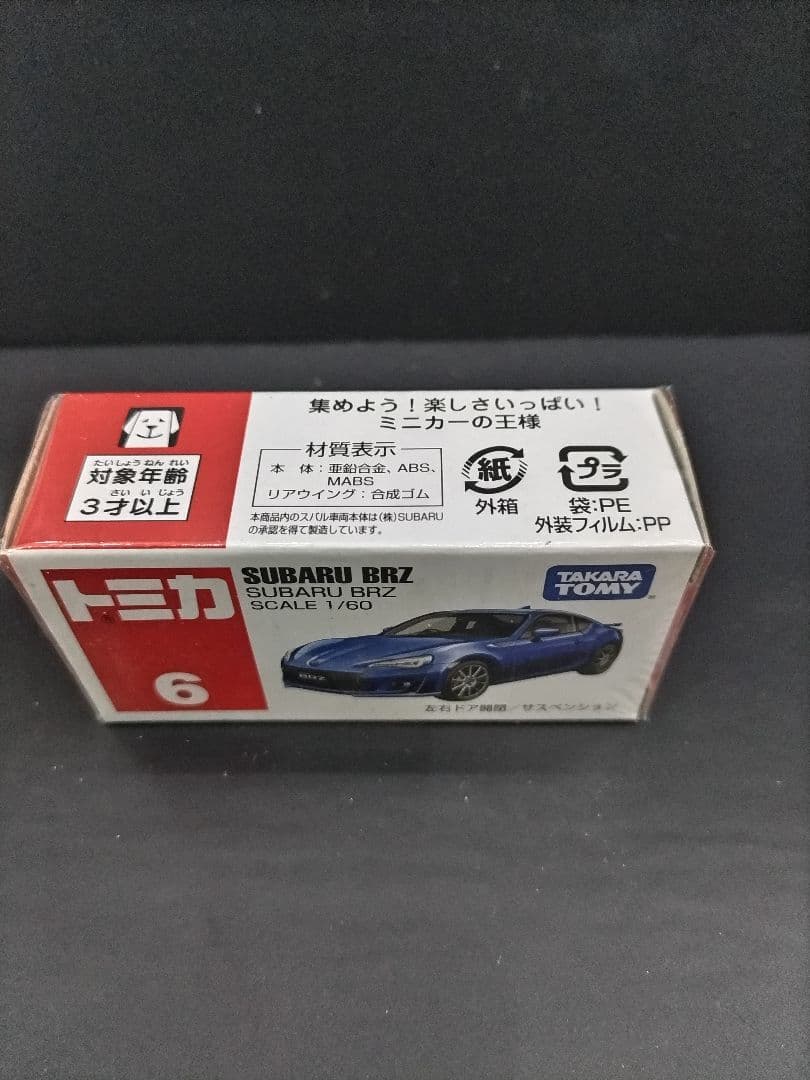 集めよう!楽しさいっぱい!
ミニカーの王様
たいしょうねんれい
対象年齢
さいいじょう
3才以上
材質表示
本 体:亜鉛合金、ABS、
MABS
リアウイング:合成ゴム
本商品内のスバル車両本体は(株)SUBARU
の承認を得て製造しています。
紙
外箱
プラ
袋:PE
外装フィルム:PP
トミカ®
6
SUBARU BRZ
SUBARU BRZ
SCALE 1/60
TAKARA
TOMY
BRZ
左右ドア開閉/サスペンション